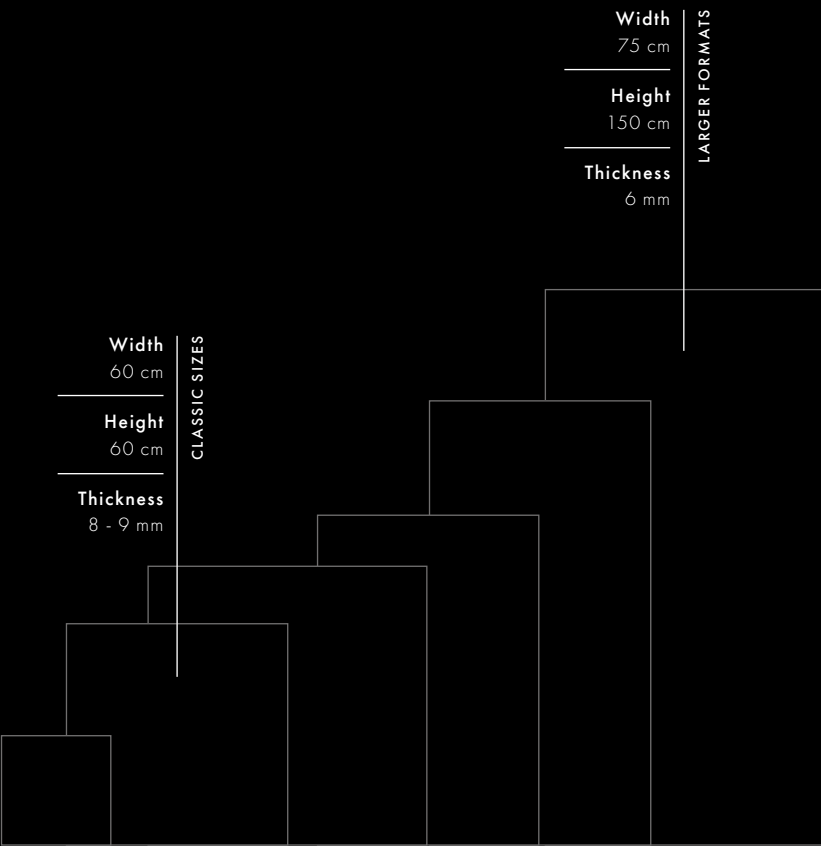 Width
75 cm
Height
150 cm
Thickness
6 mm
LARGER FORMATS
Width
60 cm
Height
60 cm
Thickness
8 - 9 mm
CLASSIC SIZES